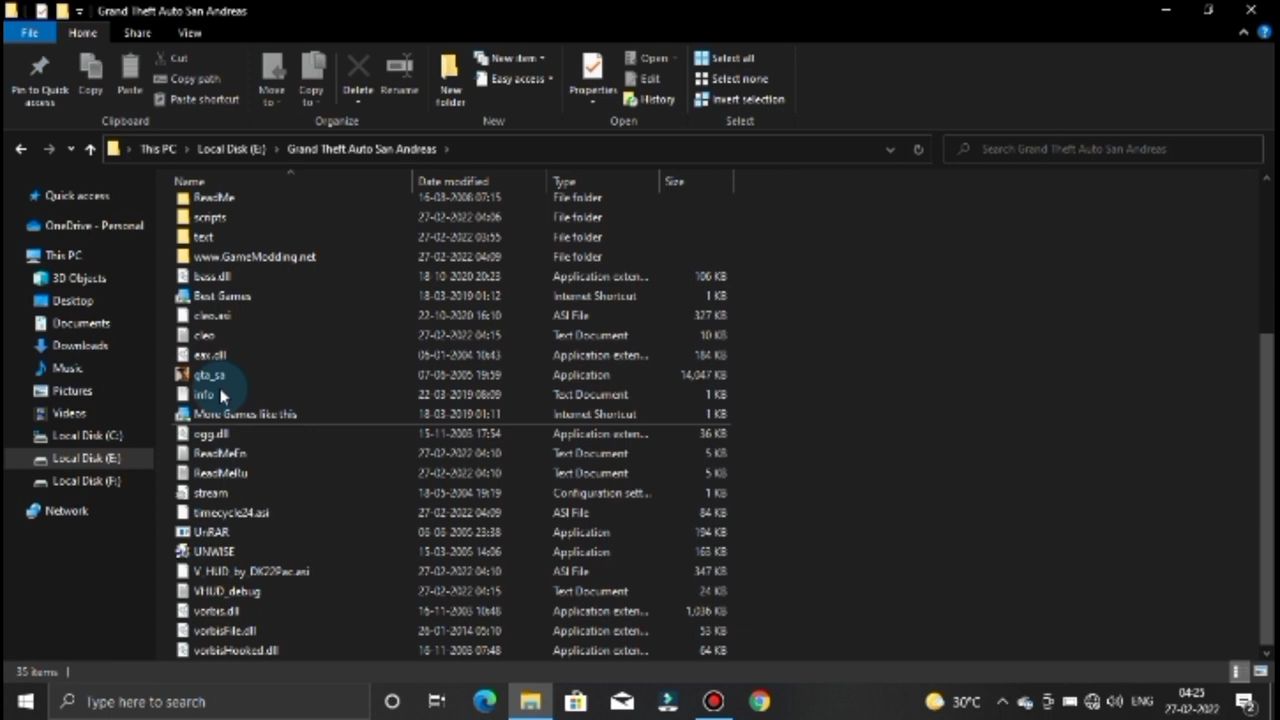 Grand Theft Auto San Andreas
File Home Share View
Pin to Quick access
Copy
Paste
Cut
Copy path
Paste shortcut
Move to
Copy to
Delete
Rename
New folder
New item
Easy access
Properties
Open
Edit
History
Select all
Select none
Invert selection
Clipboard Organize New Open Select
This PC > Local Disk (E:) > Grand Theft Auto San Andreas >
Search Grand Theft Auto San Andreas
Name Date modified Type Size
Quick access
OneDrive - Personal
This PC
3D Objects
Desktop
Documents
Downloads
Music
Pictures
Videos
Local Disk (C:)
Local Disk (E:)
Local Disk (F:)
Network
ReadMe 16-03-2008 07:15 File folder
scripts 27-02-2022 04:06 File folder
text 27-02-2022 03:55 File folder
www.GameModding.net 27-02-2022 04:09 File folder
bass.dll 18-10-2020 20:23 Application exten... 106 KB
Best Games 18-03-2019 01:12 Internet Shortcut 1 KB
cleo.asi 22-10-2020 16:10 ASI File 327 KB
cleo 27-02-2022 04:15 Text Document 10 KB
eax.dll 10:43 Application exten... 184 KB
gta_sa 19:59 Application 14,047 KB
info 22-03-2019 08:09 Text Document 1 KB
More Games like this 18-03-2019 01:11 Internet Shortcut 1 KB
ogg.dll 15-11-2003 17:54 Application exten... 36 KB
ReadMeEn 27-02-2022 04:10 Text Document 5 KB
ReadMeRu 27-02-2022 04:10 Text Document 5 KB
stream 18-05-2004 19:19 Configuration sett... 1 KB
timecycle24.asi 27-02-2022 04:09 ASI File 84 KB
UnRAR 23:38 Application 194 KB
UNWISE 15-03-2005 14:06 Application 163 KB
V_HUD_by_DK22Pac.asi 27-02-2022 04:10 ASI File 347 KB
VHUD_debug 27-02-2022 04:15 Text Document 24 KB
vorbis.dll 16-11-2003 10:48 Application exten... 1,036 KB
vorbisFile.dll 26-01-2014 05:10 Application exten... 53 KB
vorbisHooked.dll 16-11-2003 07:48 Application exten... 64 KB
35 items
Type here to search
30°C
ENG
04:25
27-02-2022
2